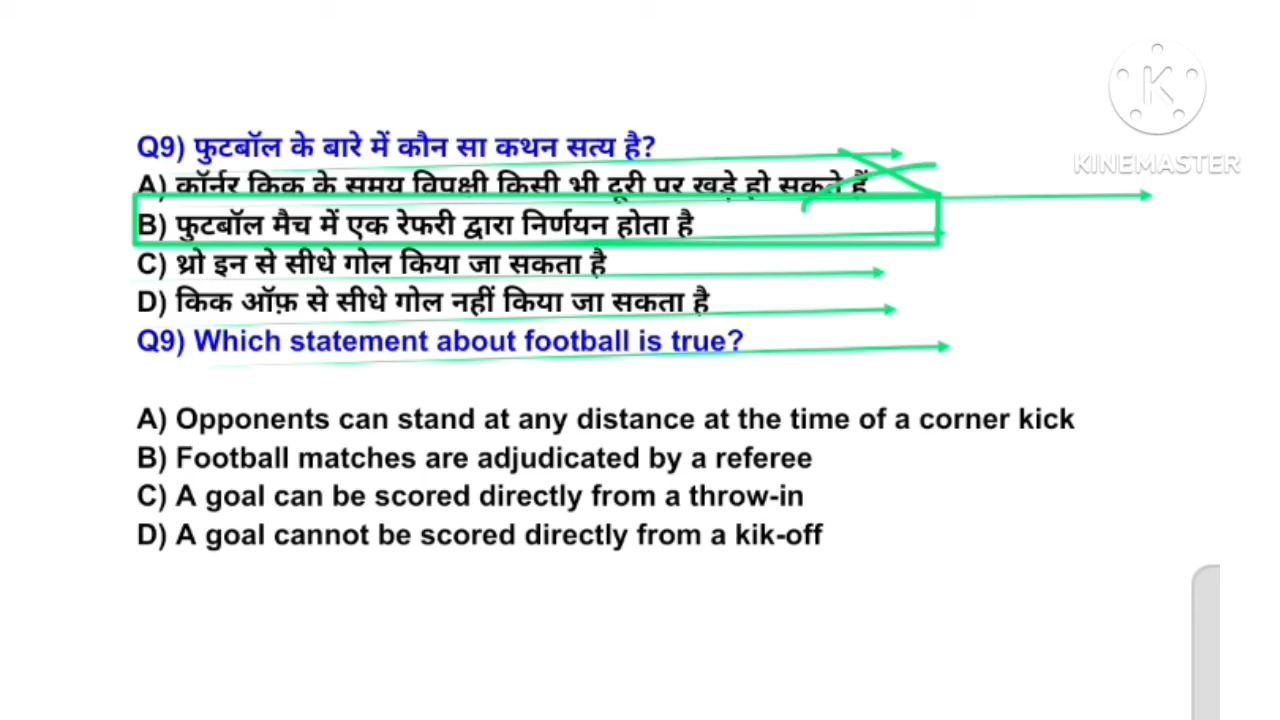 KINEMASTER
Q9) फुटबॉल के बारे में कौन सा कथन सत्य है?
A) कॉर्नर किक के समय विपक्षी किसी भी दूरी पर खड़े हो सकते हैं
B) फुटबॉल मैच में एक रेफरी द्वारा निर्णयन होता है
C) थ्रो इन से सीधे गोल किया जा सकता है
D) किक ऑफ़ से सीधे गोल नहीं किया जा सकता है
Q9) Which statement about football is true?
A) Opponents can stand at any distance at the time of a corner kick
B) Football matches are adjudicated by a referee
C) A goal can be scored directly from a throw-in
D) A goal cannot be scored directly from a kik-off